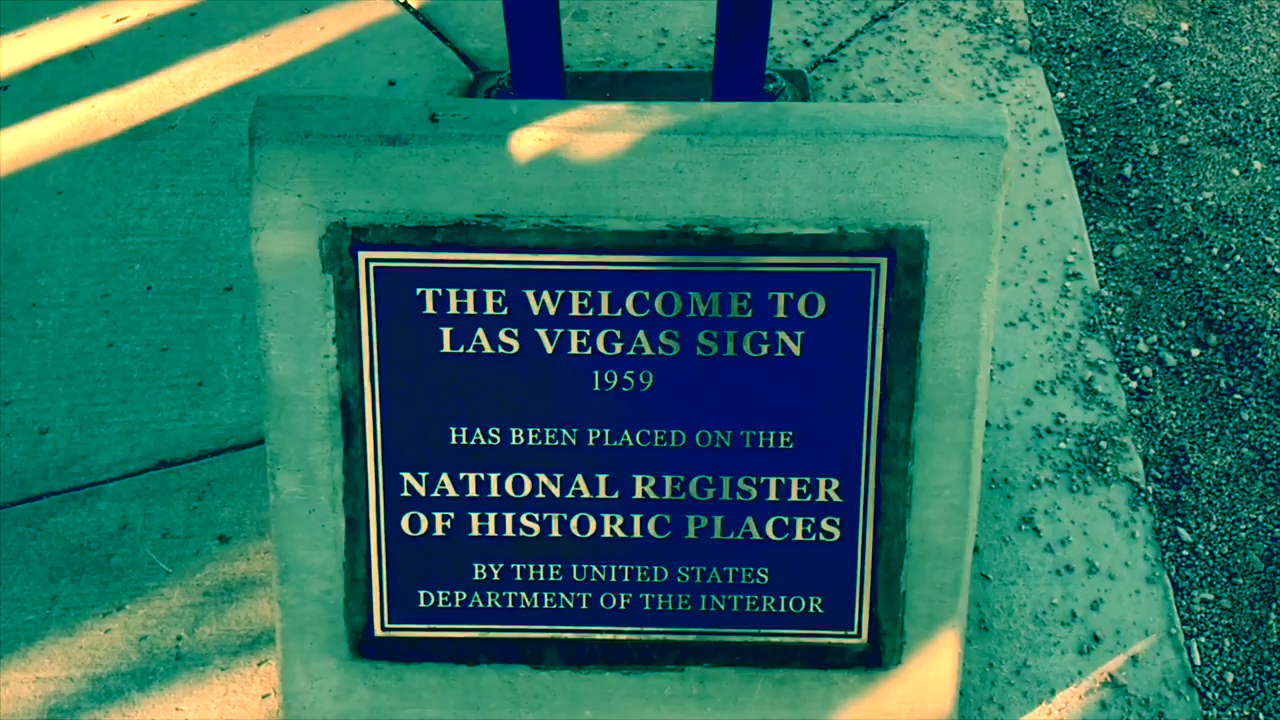 THE WELCOME TO
LAS VEGAS SIGN
1959
HAS BEEN PLACED ON THE
NATIONAL REGISTER
OF HISTORIC PLACES
BY THE UNITED STATES
DEPARTMENT OF THE INTERIOR